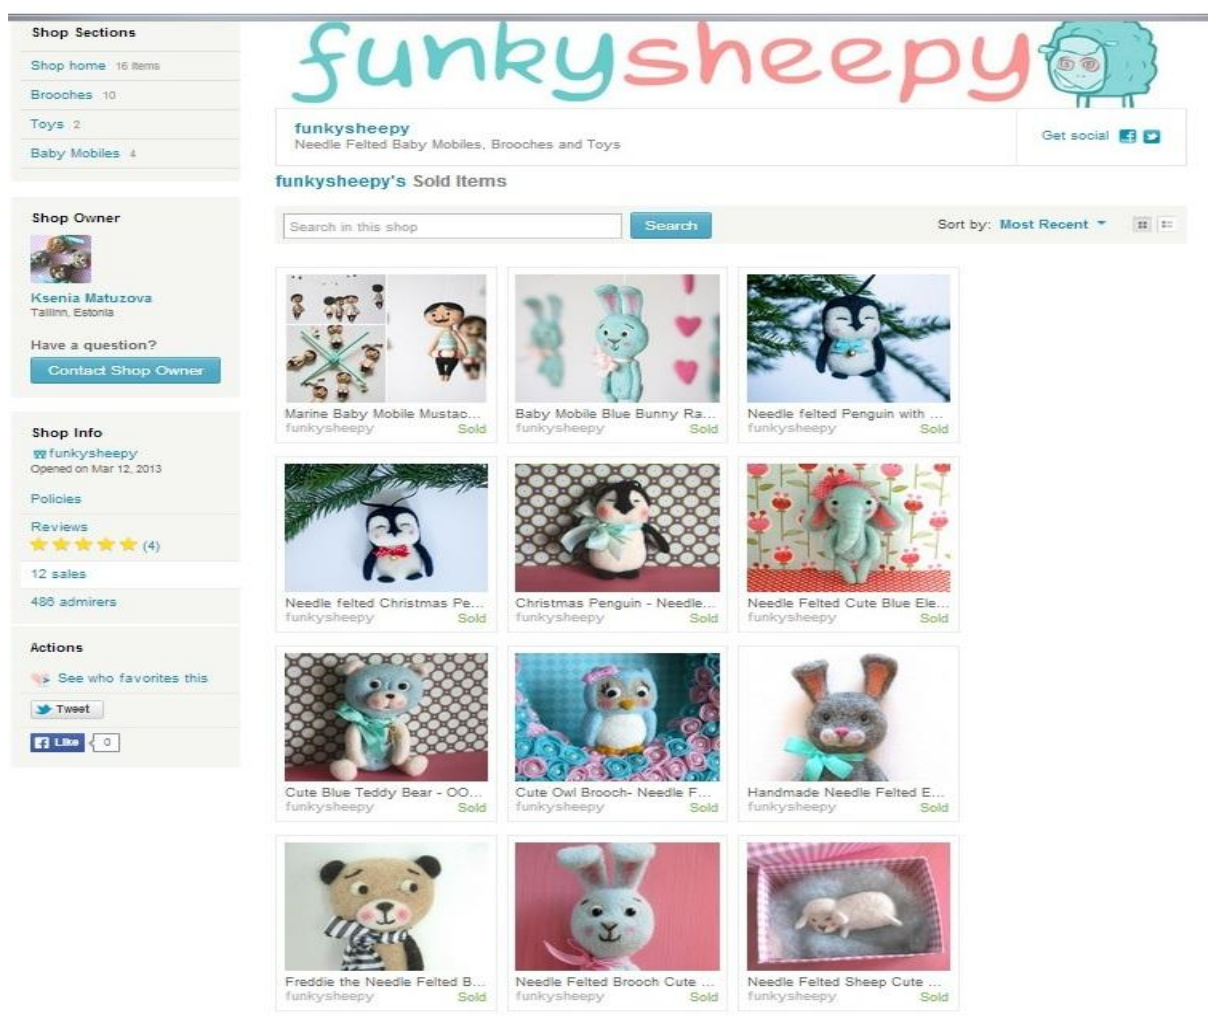 funkysheepy
Shop Sections
Shop home 16 items
Brooches 10
Toys 2
Baby Mobiles 4
funkysheepy
Needle Felted Baby Mobiles, Brooches and Toys
Get social
funkysheepy's Sold Items
Search in this shop
Search
Sort by: Most Recent
Shop Owner
Ksenia Matuzova
Tallinn, Estonia
Have a question?
Contact Shop Owner
Shop Info
funkysheepy
Opened on Mar 12, 2013
Policies
Reviews
(4)
12 sales
486 admirers
Actions
See who favorites this
Tweet
Like 0
Marine Baby Mobile Mustac...
funkysheepy Sold
Baby Mobile Blue Bunny Ra...
funkysheepy Sold
Needle felted Penguin with ...
funkysheepy Sold
Needle felted Christmas Pe...
funkysheepy Sold
Christmas Penguin - Needle...
funkysheepy Sold
Needle Felted Cute Blue Ele...
funkysheepy Sold
Cute Blue Teddy Bear - OO...
funkysheepy Sold
Cute Owl Brooch- Needle F...
funkysheepy Sold
Handmade Needle Felted E...
funkysheepy Sold
Freddie the Needle Felted B...
funkysheepy Sold
Needle Felted Brooch Cute ...
funkysheepy Sold
Needle Felted Sheep Cute ...
funkysheepy Sold